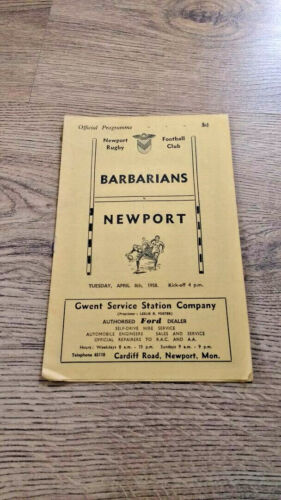 Official Programme 3d
Newport Football
Rugby Club
BARBARIANS
v
NEWPORT
TUESDAY, APRIL 8th, 1958. Kick-off 4 p.m.
Gwent Service Station Company
(Proprietor : LESLIE R. FOSTER)
AUTHORISED Ford DEALER
SELF-DRIVE HIRE SERVICE
AUTOMOBILE ENGINEERS SALES AND SERVICE
OFFICIAL REPAIRERS TO R.A.C. AND A.A.
Hours: Weekdays 8 a.m. - 11 p.m. Sundays 9 a.m. - 9 p.m.
Telephone 65118 Cardiff Road, Newport, Mon.